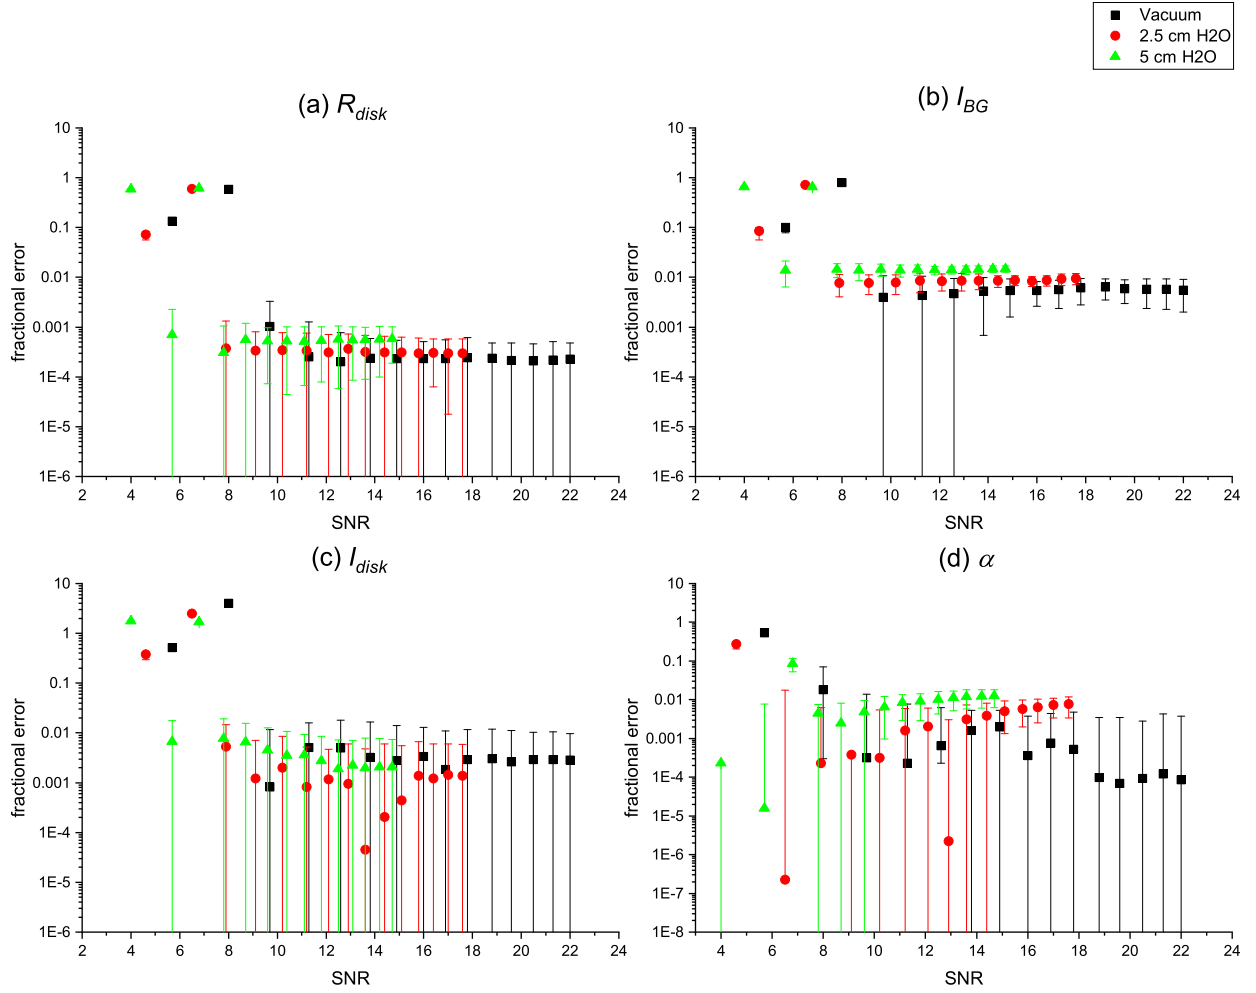 Vacuum
2.5 cm H2O
5 cm H2O
(a) R_disk
(b) I_BG
fractional error
10
1
0.1
0.01
0.001
1E-4
1E-5
1E-6
2 4 6 8 10 12 14 16 18 20 22 24
SNR
fractional error
10
1
0.1
0.01
0.001
1E-4
1E-5
1E-6
2 4 6 8 10 12 14 16 18 20 22 24
SNR
(c) I_disk
(d) α
fractional error
10
1
0.1
0.01
0.001
1E-4
1E-5
1E-6
2 4 6 8 10 12 14 16 18 20 22 24
SNR
fractional error
10
1
0.1
0.01
0.001
1E-4
1E-5
1E-6
1E-7
1E-8
4 6 8 10 12 14 16 18 20 22 24
SNR